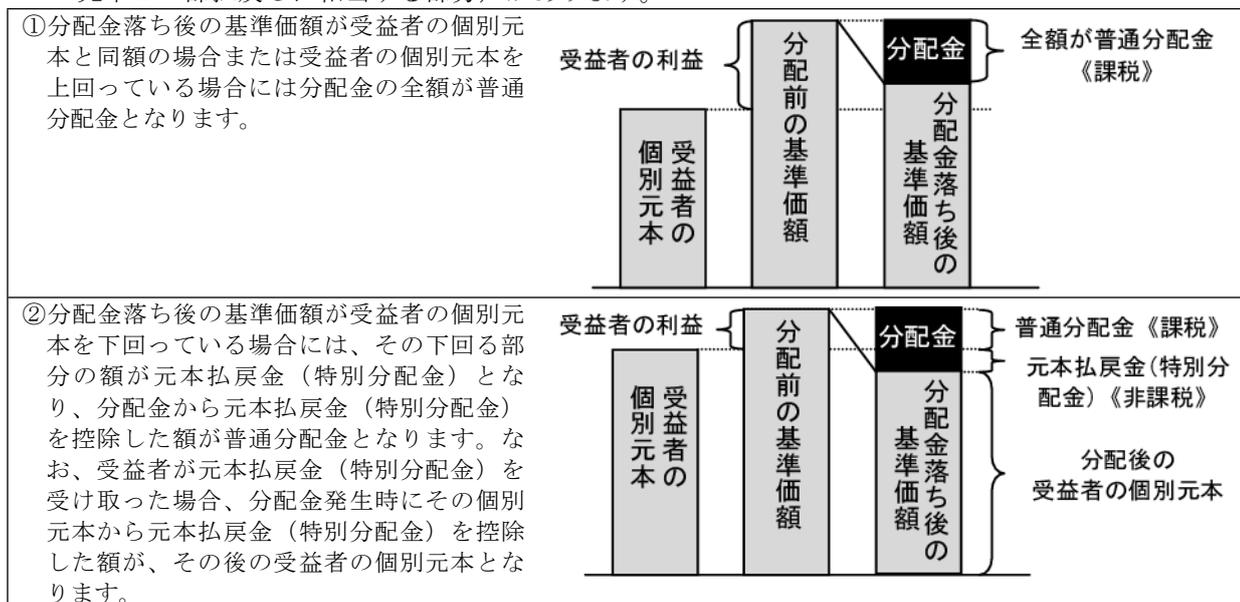 ①分配金落ち後の基準価額が受益者の個別元
本と同額の場合または受益者の個別元本を
上回っている場合には分配金の全額が普通
分配金となります。
受益者の利益
分配前の基準価額
分配金
全額が普通分配金
《課税》
受益者の
個別元本
分配金落ち後の
基準価額
②分配金落ち後の基準価額が受益者の個別元
本を下回っている場合には、その下回る部
分の額が元本払戻金（特別分配金）とな
り、分配金から元本払戻金（特別分配金）
を控除した額が普通分配金となります。な
お、受益者が元本払戻金（特別分配金）を
受け取った場合、分配金発生時にその個別
元本から元本払戻金（特別分配金）を控除
した額が、その後の受益者の個別元本とな
ります。
受益者の利益
分配前の基準価額
分配金
普通分配金《課税》
元本払戻金(特別分
配金)《非課税》
受益者の
個別元本
分配金落ち後の
基準価額
分配後の
受益者の個別元本